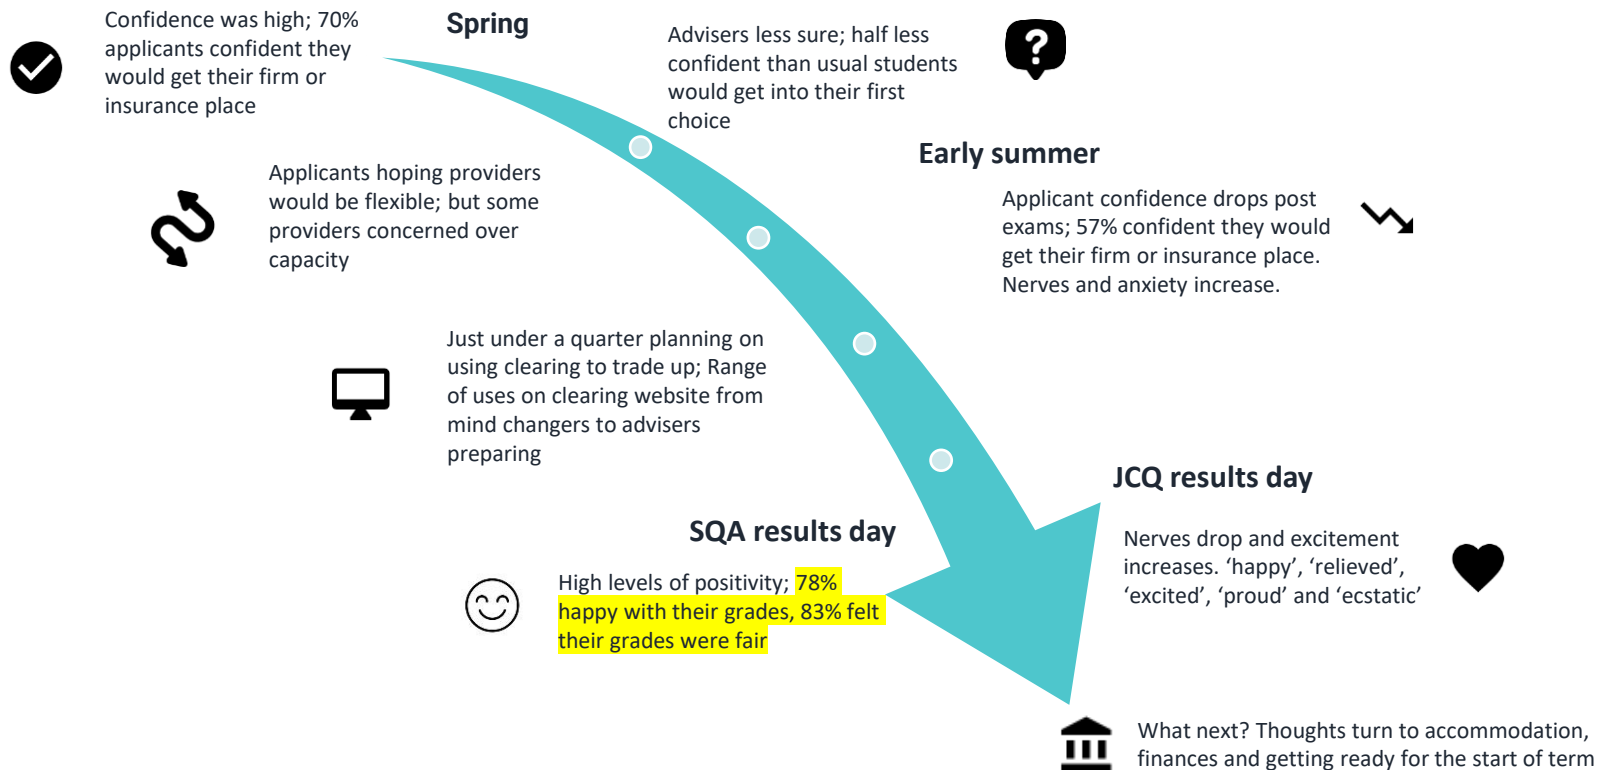 Confidence was high; 70%
applicants confident they
would get their firm or
insurance place
Spring
Advisers less sure; half less
confident than usual students
would get into their first
choice
?
Applicants hoping providers
would be flexible; but some
providers concerned over
capacity
Early summer
Applicant confidence drops post
exams; 57% confident they would
get their firm or insurance place.
Nerves and anxiety increase.
Just under a quarter planning on
using clearing to trade up; Range
of uses on clearing website from
mind changers to advisers
preparing
SQA results day
High levels of positivity; 78%
happy with their grades, 83% felt
their grades were fair
JCQ results day
Nerves drop and excitement
increases. ‘happy’, ‘relieved’,
‘excited’, ‘proud’ and ‘ecstatic’
What next? Thoughts turn to accommodation,
finances and getting ready for the start of term